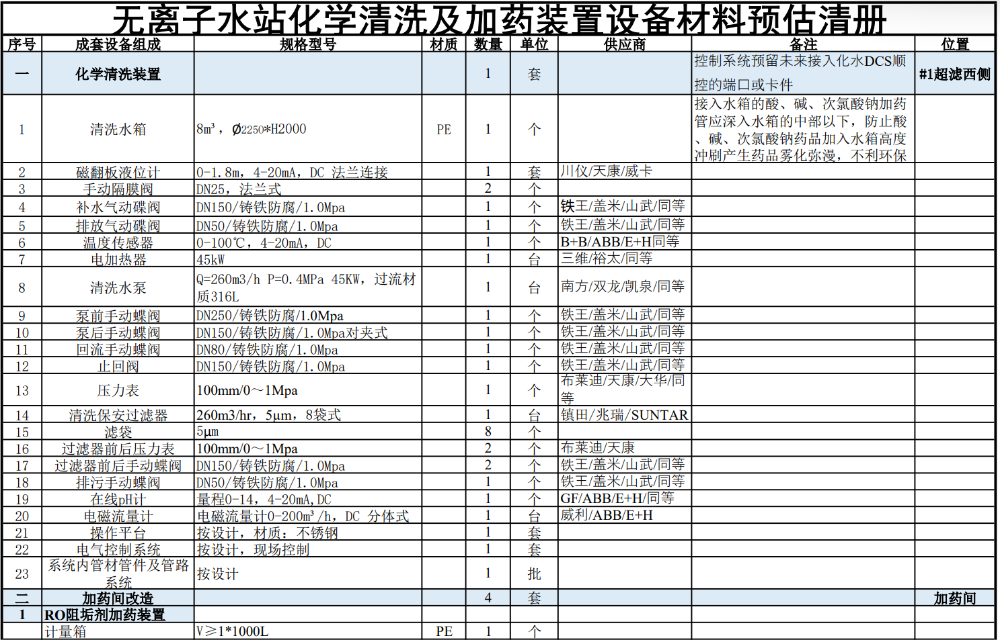 无离子水站化学清洗及加药装置设备材料预估清册
序号 成套设备组成 规格型号 材质 数量 单位 供应商 备注 位置
一 化学清洗装置 1 套 控制系统预留未来接入化水DCS顺
控的端口或卡件 #1超滤西侧
1 清洗水箱 8m³，Ø2250*H2000 PE 1 个 接入水箱的酸、碱、次氯酸钠加药
管应深入水箱的中部以下，防止酸
、碱、次氯酸钠药品加入水箱高度
冲刷产生药品雾化弥漫，不利环保
2 磁翻板液位计 0-1.8m，4-20mA，DC 法兰连接 1 套 川仪/天康/威卡
3 手动隔膜阀 DN25，法兰式 2 个
4 补水气动碟阀 DN150/铸铁防腐/1.0Mpa 1 个 铁王/盖米/山武/同等
5 排放气动碟阀 DN50/铸铁防腐/1.0Mpa 1 个 铁王/盖米/山武/同等
6 温度传感器 0-100℃，4-20mA，DC 1 个 B+B/ABB/E+H同等
7 电加热器 45kW 1 台 三维/裕太/同等
8 清洗水泵 Q=260m3/h P=0.4MPa 45KW，过流材
质316L 1 台 南方/双龙/凯泉/同等
9 泵前手动蝶阀 DN250/铸铁防腐/1.0Mpa 1 个 铁王/盖米/山武/同等
10 泵后手动蝶阀 DN150/铸铁防腐/1.0Mpa对夹式 1 个 铁王/盖米/山武/同等
11 回流手动蝶阀 DN80/铸铁防腐/1.0Mpa 1 个 铁王/盖米/山武/同等
12 止回阀 DN150/铸铁防腐/1.0Mpa 1 个 铁王/盖米/山武/同等
13 压力表 100mm/0～1Mpa 1 个 布莱迪/天康/大华/同
等
14 清洗保安过滤器 260m3/hr，5μm，8袋式 1 台 镇田/兆瑞/SUNTAR
15 滤袋 5μm 8 个
16 过滤器前后压力表 100mm/0～1Mpa 2 个 布莱迪/天康
17 过滤器前后手动蝶阀 DN150/铸铁防腐/1.0Mpa 2 个 铁王/盖米/山武/同等
18 排污手动蝶阀 DN50/铸铁防腐/1.0Mpa 1 个 铁王/盖米/山武/同等
19 在线pH计 量程0-14，4-20mA,DC 1 个 GF/ABB/E+H/同等
20 电磁流量计 电磁流量计0-200m³/h，DC 分体式 1 台 威利/ABB/E+H
21 操作平台 按设计，材质：不锈钢 1 套
22 电气控制系统 按设计，现场控制 1 套
23 系统内管材管件及管路
系统 按设计 1 批
二 加药间改造 4 套 加药间
1 RO阻垢剂加药装置
计量箱 V≥1*1000L PE 1 个